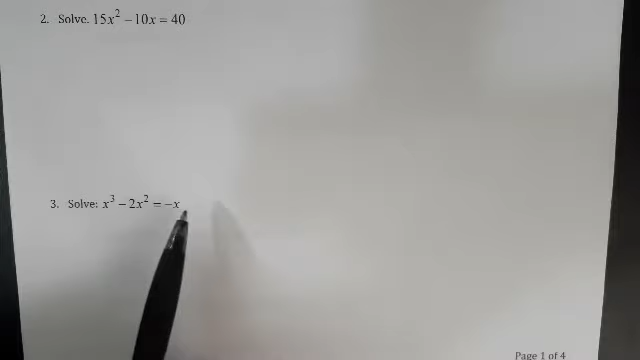 2. Solve. 15x² − 10x = 40
3. Solve: x³ − 2x² = −x
Page 1 of 4